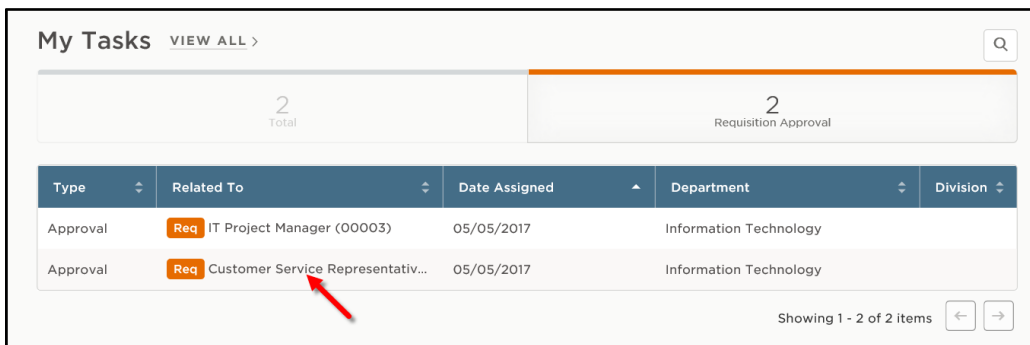 My Tasks VIEW ALL >
2
Total
2
Requisition Approval
Type Related To Date Assigned Department Division
Approval Req IT Project Manager (00003) 05/05/2017 Information Technology
Approval Req Customer Service Representativ... 05/05/2017 Information Technology
Showing 1 - 2 of 2 items ← →